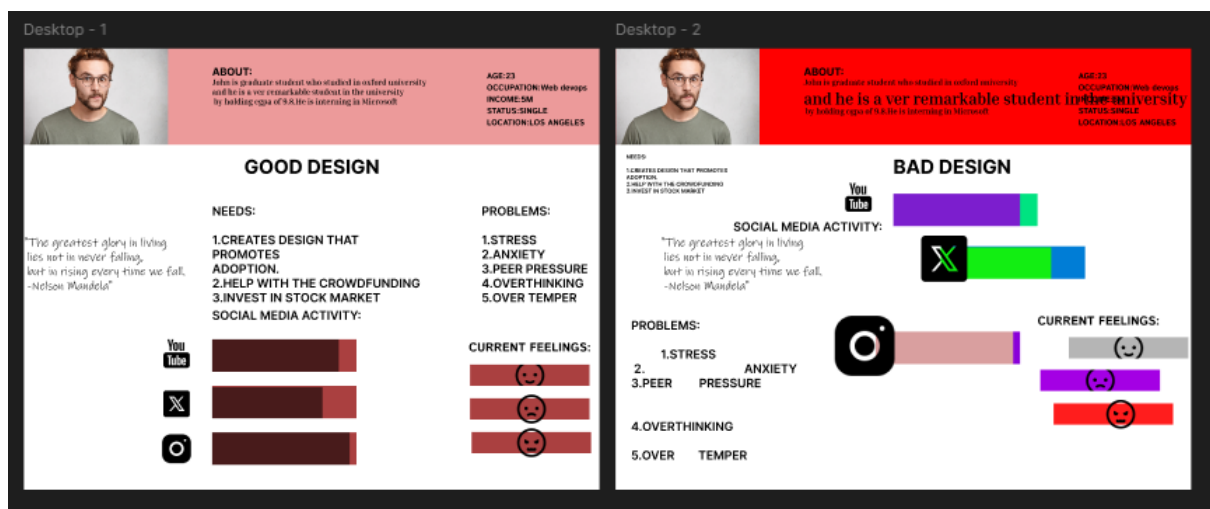 Desktop - 1
ABOUT:
John is graduate student who studied in oxford university
and he is a ver remarkable student in the university
by holding cgpa of 9.8.He is interning in Microsoft
AGE:23
OCCUPATION:Web devops
INCOME:5M
STATUS:SINGLE
LOCATION:LOS ANGELES
GOOD DESIGN
"The greatest glory in living
lies not in never falling,
but in rising every time we fall.
-Nelson Mandela"
NEEDS:
1.CREATES DESIGN THAT
PROMOTES
ADOPTION.
2.HELP WITH THE CROWDFUNDING
3.INVEST IN STOCK MARKET
PROBLEMS:
1.STRESS
2.ANXIETY
3.PEER PRESSURE
4.OVERTHINKING
5.OVER TEMPER
SOCIAL MEDIA ACTIVITY:
You
Tube
X
CURRENT FEELINGS:
Desktop - 2
ABOUT:
John is graduate student who studied in oxford university
and he is a ver remarkable student in the university
by holding cgpa of 9.8.He is interning in Microsoft
AGE:23
OCCUPATION:Web devops
STATUS:SINGLE
LOCATION:LOS ANGELES
BAD DESIGN
NEEDS:
1.CREATES DESIGN THAT PROMOTES
ADOPTION.
2.HELP WITH THE CROWDFUNDING
3.INVEST IN STOCK MARKET
You
Tube
SOCIAL MEDIA ACTIVITY:
"The greatest glory in living
lies not in never falling,
but in rising every time we fall.
-Nelson Mandela"
X
PROBLEMS:
1.STRESS
2. ANXIETY
3.PEER PRESSURE
4.OVERTHINKING
5.OVER TEMPER
CURRENT FEELINGS: